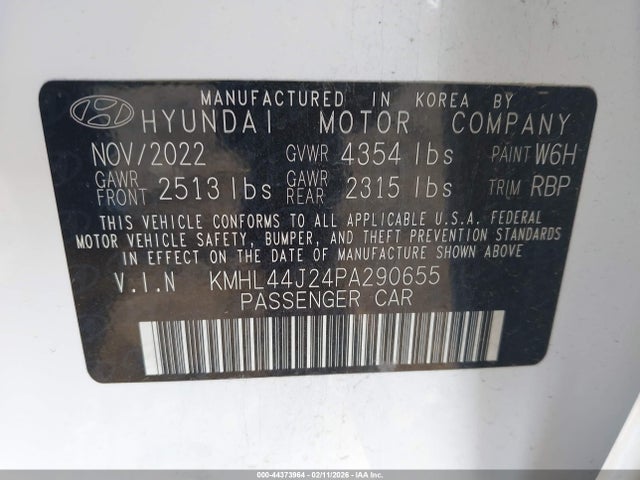 MANUFACTURED IN KOREA BY
HYUNDAI MOTOR COMPANY
NOV/2022 GVWR 4354 lbs PAINT W6H
GAWR FRONT 2513 lbs GAWR REAR 2315 lbs TRIM RBP
THIS VEHICLE CONFORMS TO ALL APPLICABLE U.S.A. FEDERAL
MOTOR VEHICLE SAFETY, BUMPER, AND THEFT PREVENTION STANDARDS
IN EFFECT ON THE DATE OF MANUFACTURE SHOWN ABOVE
V.I.N KMHL44J24PA290655
PASSENGER CAR
000-44373964 - 02/11/2026 - COPYRIGHT IAA, LLC.